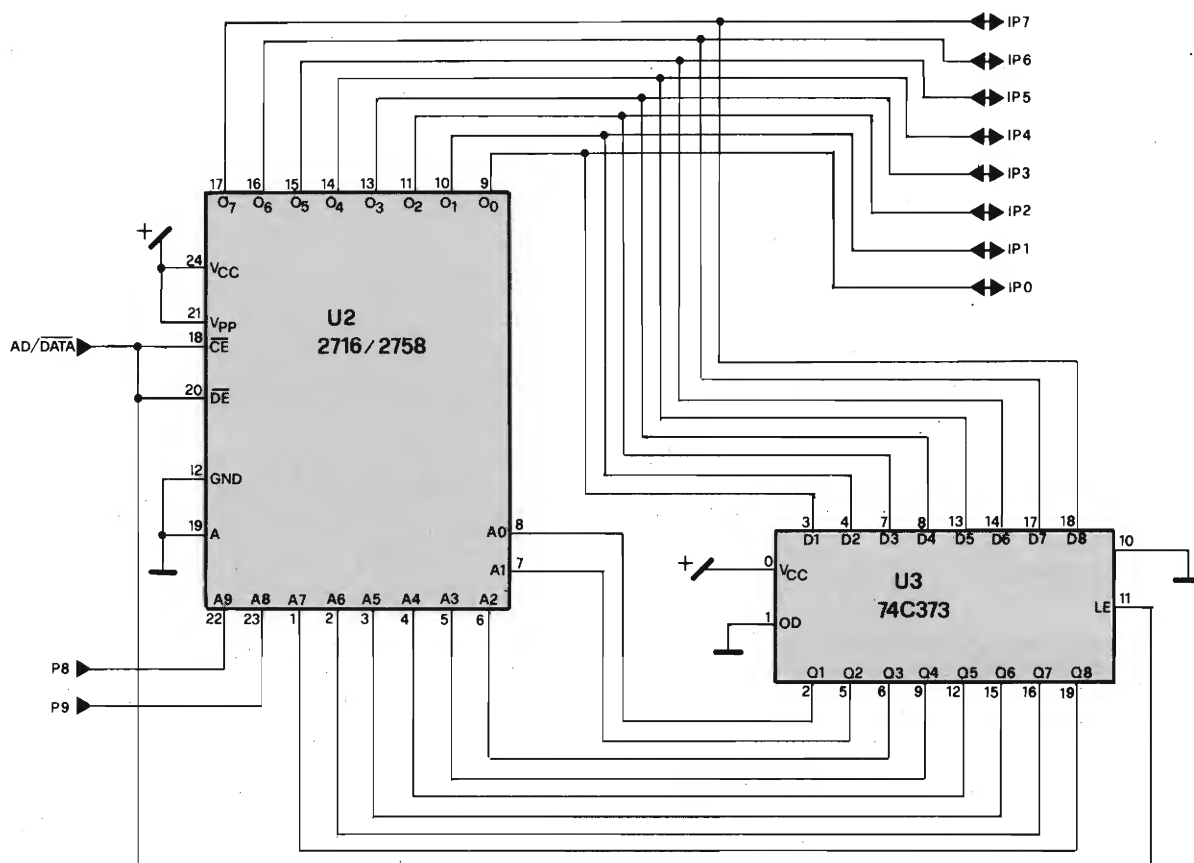 IP7
IP6
IP5
IP4
IP3
IP2
IP1
IP0
17 16 15 14 13 11 10 9
O7 O6 O5 O4 O3 O2 O1 O0
+
24 VCC
21 VPP
AD/DATA 18 CE
20 DE
12 GND
19 A
U2
2716/2758
A0 8
A1 7
A9 A8 A7 A6 A5 A4 A3 A2
22 23 1 2 3 4 5 6
P8
P9
3 4 7 8 13 14 17 18
D1 D2 D3 D4 D5 D6 D7 D8
10
+ 0 VCC
U3
74C373
LE 11
1 OD
Q1 Q2 Q3 Q4 Q5 Q6 Q7 Q8
2 5 6 9 12 15 16 19